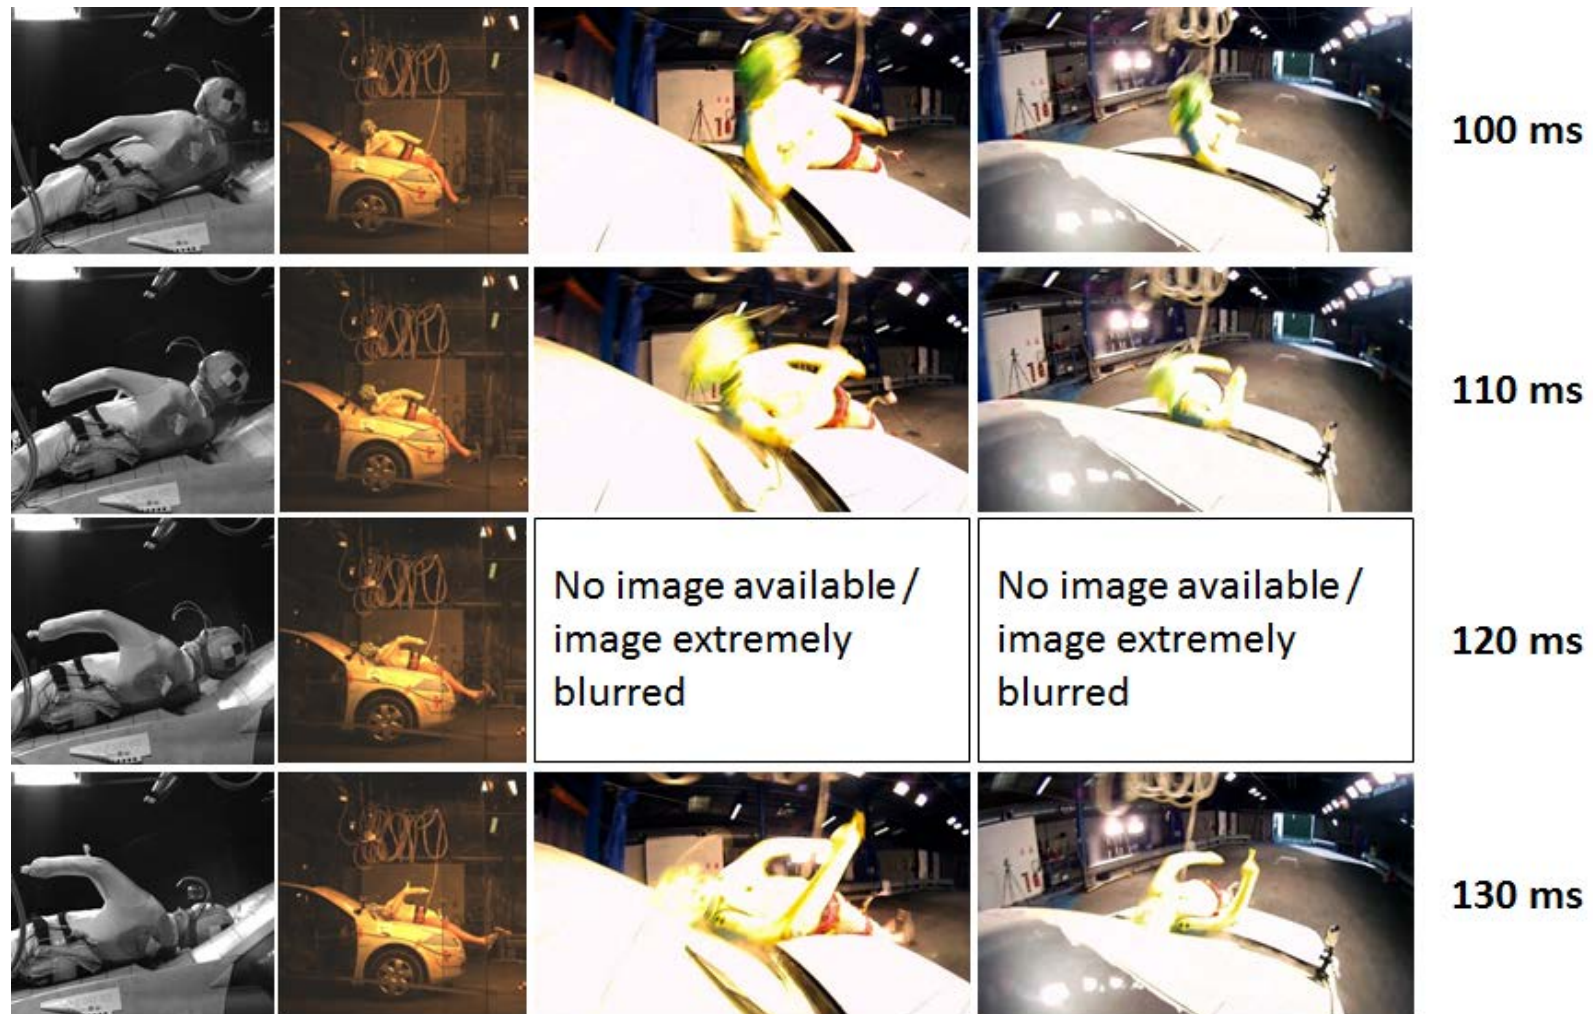 100 ms
110 ms
No image available /
image extremely
blurred
No image available /
image extremely
blurred
120 ms
130 ms